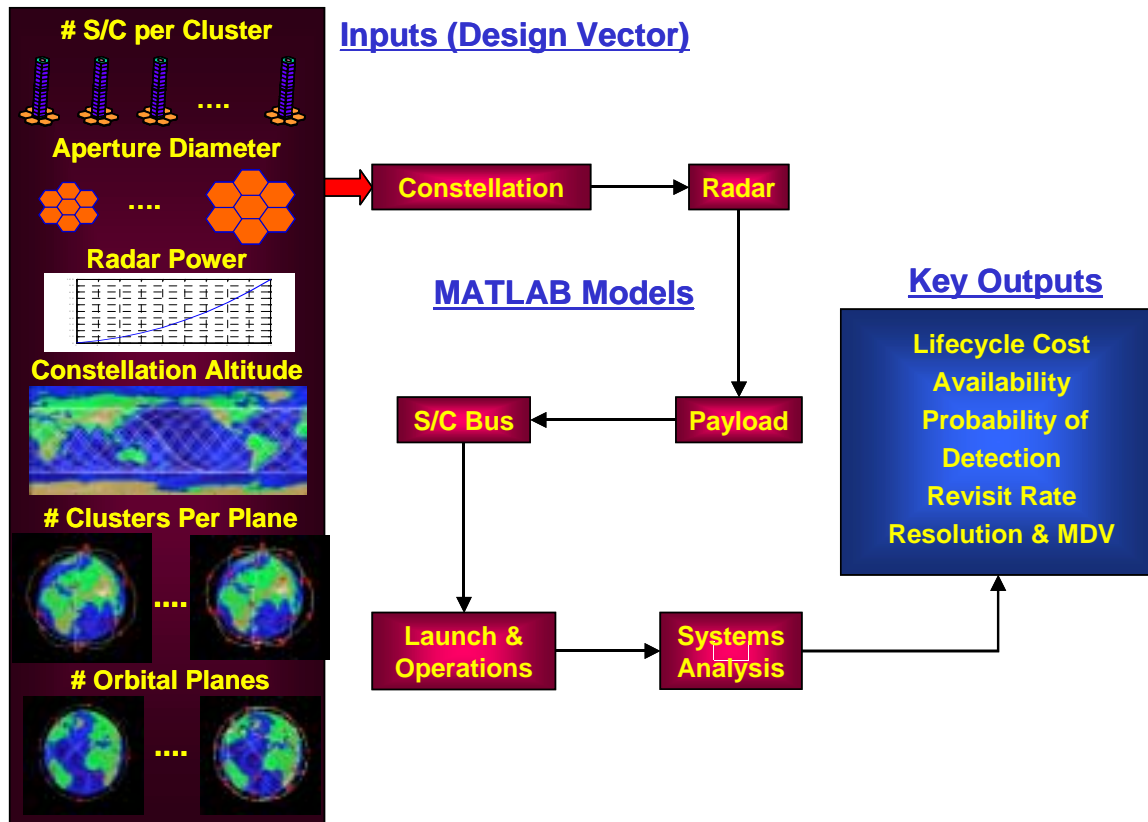 # S/C per Cluster
....
Aperture Diameter
....
Radar Power
Constellation Altitude
# Clusters Per Plane
....
# Orbital Planes
....
Inputs (Design Vector)
Constellation
Radar
MATLAB Models
S/C Bus
Payload
Launch &
Operations
Systems
Analysis
Key Outputs
Lifecycle Cost
Availability
Probability of
Detection
Revisit Rate
Resolution & MDV